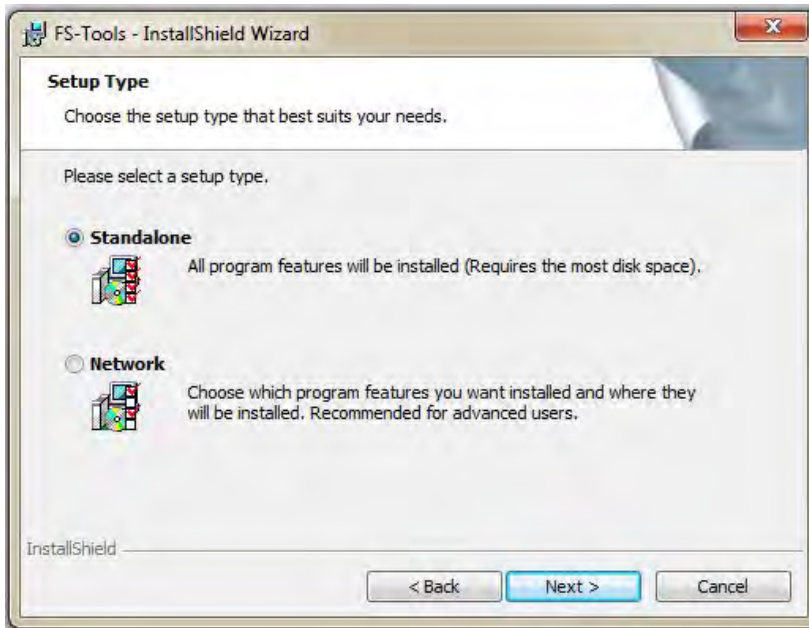 FS-Tools - InstallShield Wizard
Setup Type
Choose the setup type that best suits your needs.
Please select a setup type.
Standalone
All program features will be installed (Requires the most disk space).
Network
Choose which program features you want installed and where they
will be installed. Recommended for advanced users.
InstallShield
< Back
Next >
Cancel